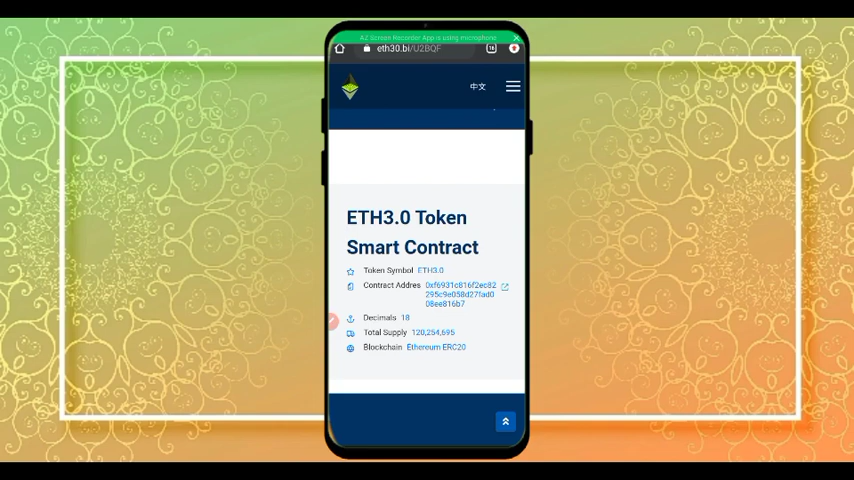 AZ Screen Recorder App is using microphone
eth30.bi/U2BQF
中文
ETH3.0 Token
Smart Contract
Token Symbol ETH3.0
Contract Addres 0xf6931c816f2ec82
295c9e058d27fad0
08ee816b7
Decimals 18
Total Supply 120,254,695
Blockchain Ethereum ERC20